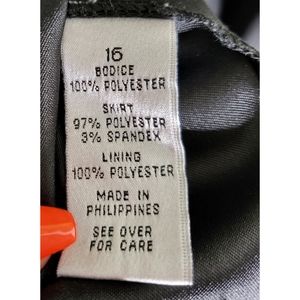 16
BODICE
100% POLYESTER
SKIRT
97% POLYESTER
3% SPANDEX
LINING
100% POLYESTER
MADE IN
PHILIPPINES
SEE OVER
FOR CARE